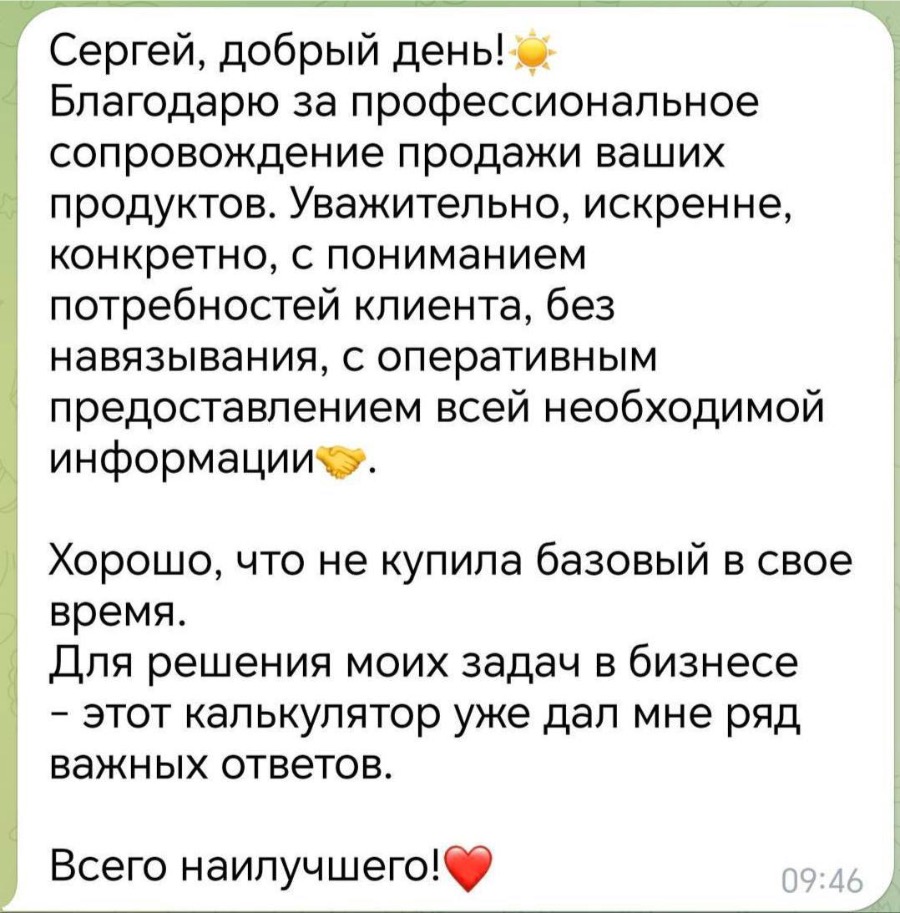 Сергей, добрый день!☀️
Благодарю за профессиональное
сопровождение продажи ваших
продуктов. Уважительно, искренне,
конкретно, с пониманием
потребностей клиента, без
навязывания, с оперативным
предоставлением всей необходимой
информации🤝.

Хорошо, что не купила базовый в свое
время.
Для решения моих задач в бизнесе
– этот калькулятор уже дал мне ряд
важных ответов.

Всего наилучшего!❤️
09:46